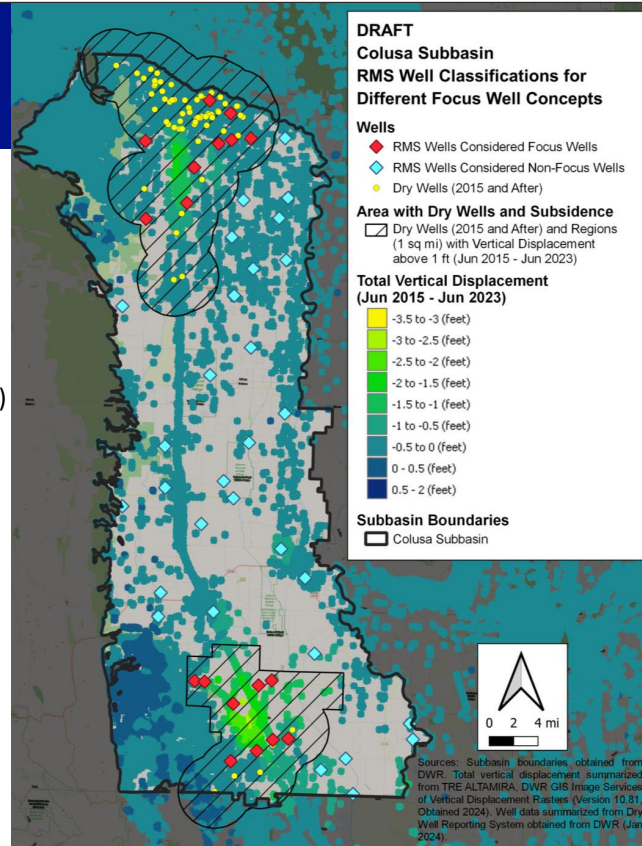 )
DRAFT
Colusa Subbasin
RMS Well Classifications for
Different Focus Well Concepts
Wells
RMS Wells Considered Focus Wells
RMS Wells Considered Non-Focus Wells
Dry Wells (2015 and After)
Area with Dry Wells and Subsidence
Dry Wells (2015 and After) and Regions
(1 sq mi) with Vertical Displacement
above 1 ft (Jun 2015 - Jun 2023)
Total Vertical Displacement
(Jun 2015 - Jun 2023)
-3.5 to -3 (feet)
-3 to -2.5 (feet)
-2.5 to -2 (feet)
-2 to -1.5 (feet)
-1.5 to -1 (feet)
-1 to -0.5 (feet)
-0.5 to 0 (feet)
0 - 0.5 (feet)
0.5 - 2 (feet)
Subbasin Boundaries
Colusa Subbasin
0 2 4 mi
Sources: Subbasin boundaries obtained from
DWR. Total vertical displacement summarized
from TRE ALTAMIRA, DWR GIS Image Services
of Vertical Displacement Rasters (Version 10.81,
Obtained 2024). Well data summarized from Dry
Well Reporting System obtained from DWR (Jan
2024).